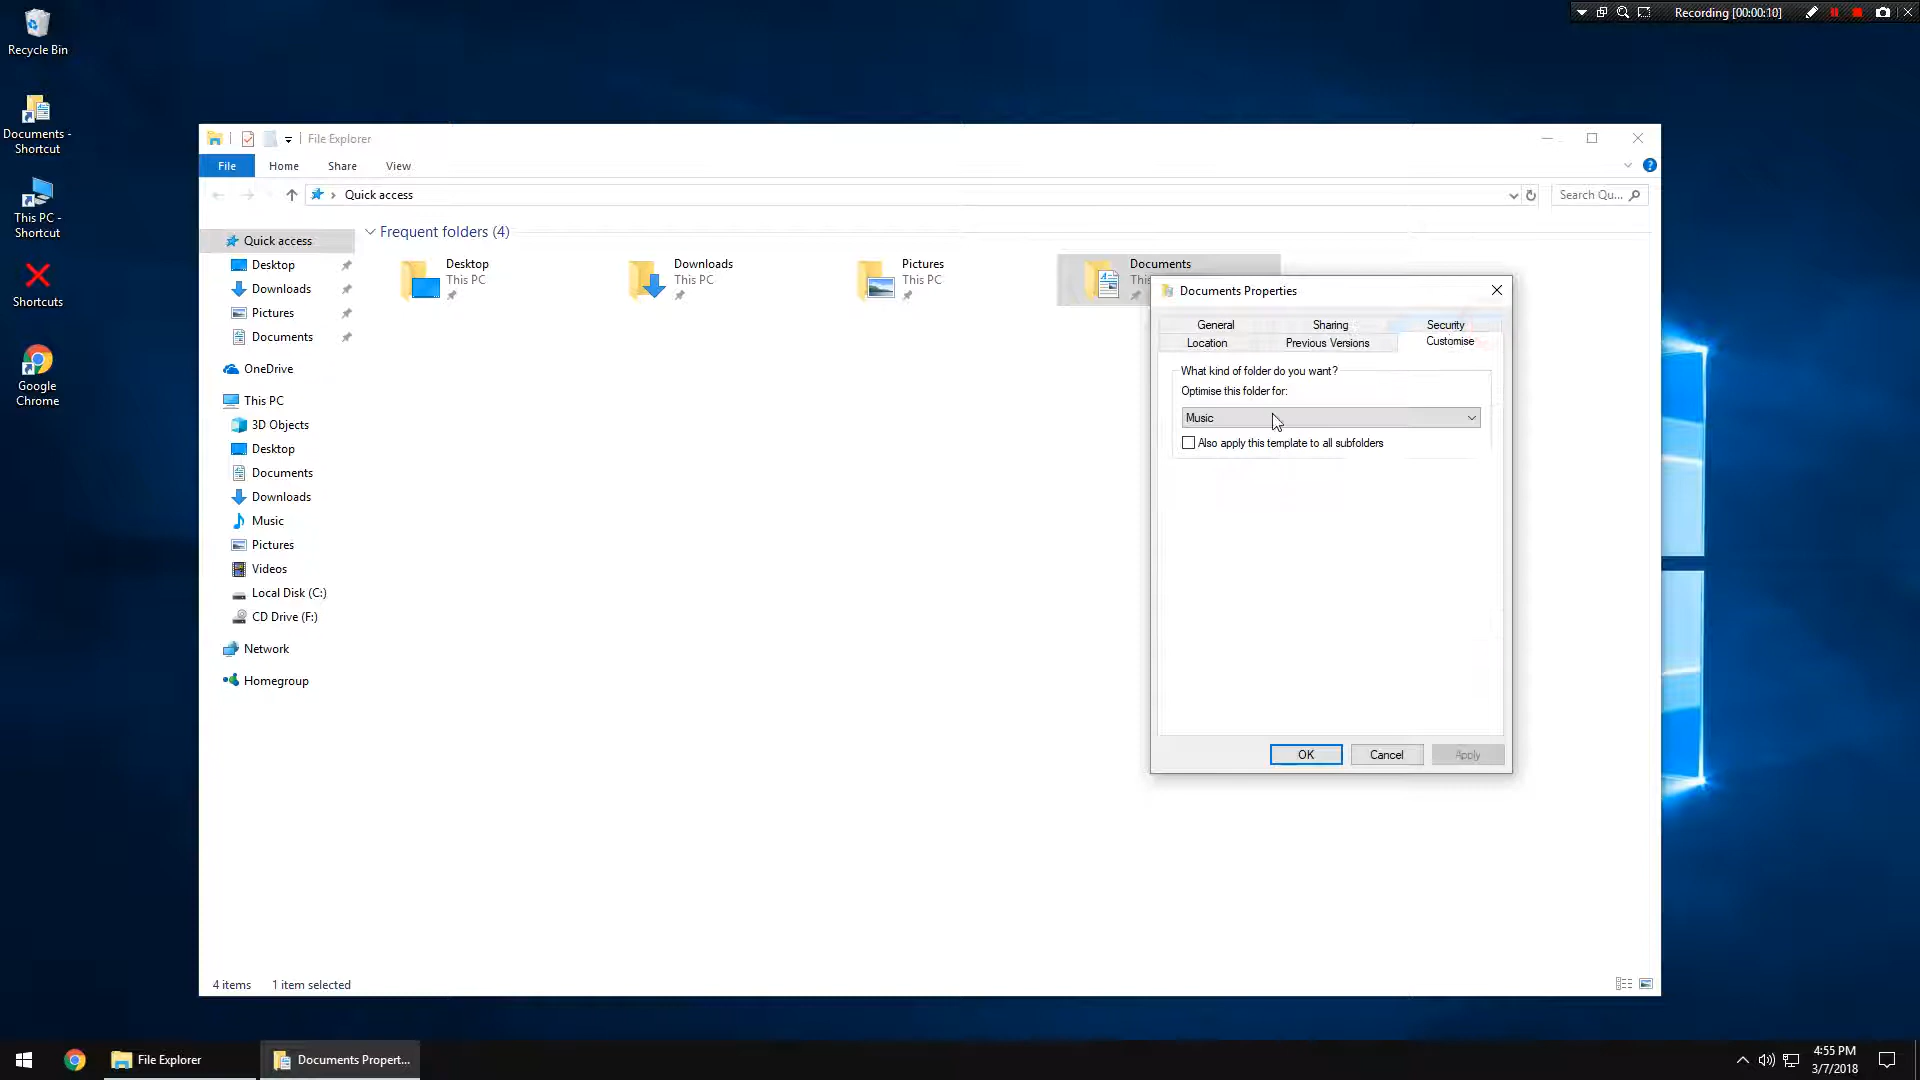 Recycle Bin
Documents -
Shortcut
This PC -
Shortcut
Shortcuts
Google
Chrome
Recording [00:00:10]
File Explorer
File Home Share View
Quick access
Search Qu...
Quick access
Desktop
Downloads
Pictures
Documents
OneDrive
This PC
3D Objects
Desktop
Documents
Downloads
Music
Pictures
Videos
Local Disk (C:)
CD Drive (F:)
Network
Homegroup
Frequent folders (4)
Desktop
This PC
Downloads
This PC
Pictures
This PC
Documents
Documents Properties
General Sharing Security
Location Previous Versions Customise
What kind of folder do you want?
Optimise this folder for:
Music
Also apply this template to all subfolders
OK Cancel Apply
4 items 1 item selected
File Explorer
Documents Propert...
4:55 PM
3/7/2018